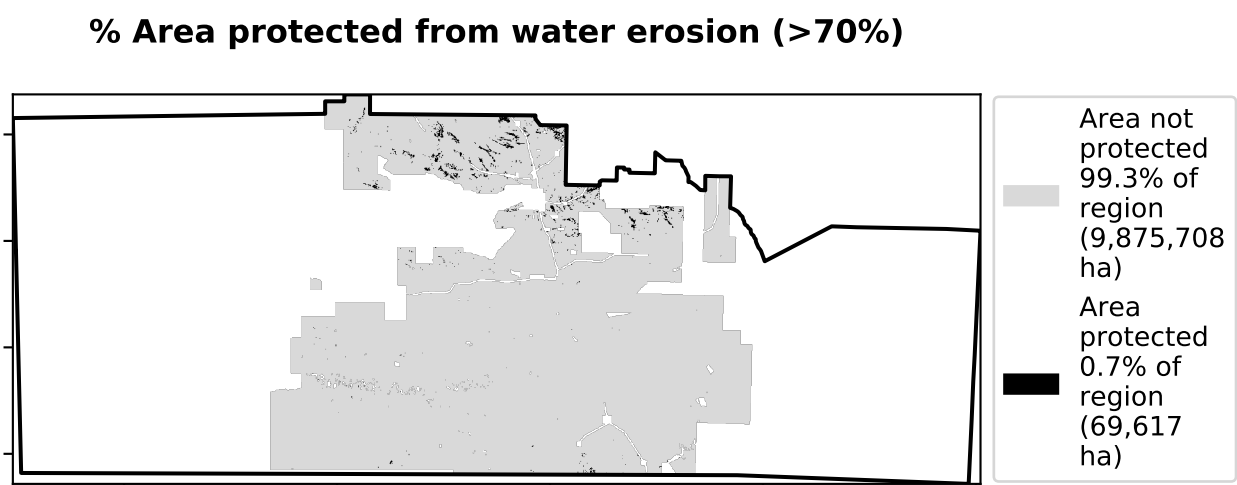 % Area protected from water erosion (>70%)
Area not
protected
99.3% of
region
(9,875,708
ha)
Area
protected
0.7% of
region
(69,617
ha)